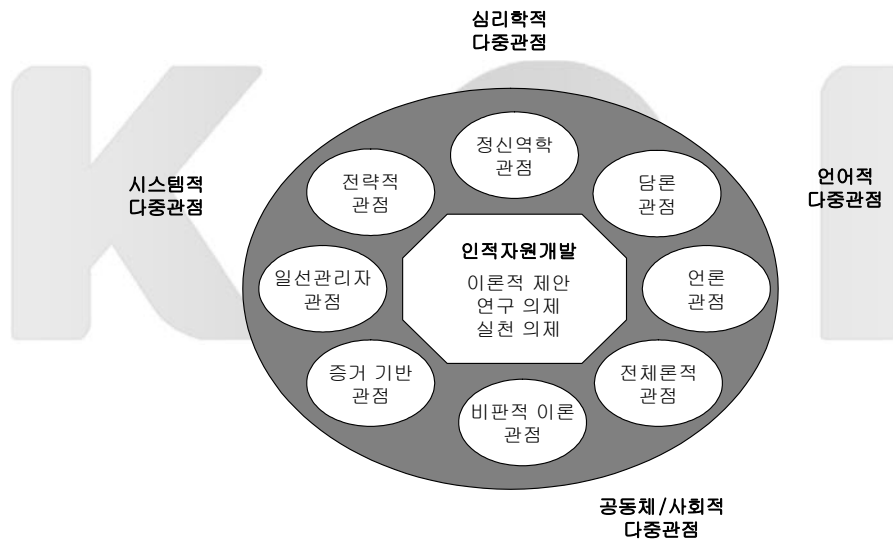 심리학적
다중관점
시스템적
다중관점
언어적
다중관점
정신역학
관점
전략적
관점
담론
관점
인적자원개발
이론적 제안
연구 의제
실천 의제
일선관리자
관점
언론
관점
증거 기반
관점
전체론적
관점
비판적 이론
관점
공동체/사회적
다중관점